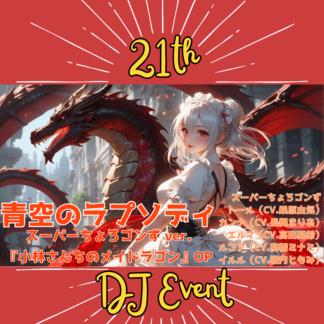 21th
青空のラプソディ
スーパーちょろゴンず ver.
『小林さんちのメイドラゴン』OP
スーパーちょろゴンず
DJ Event